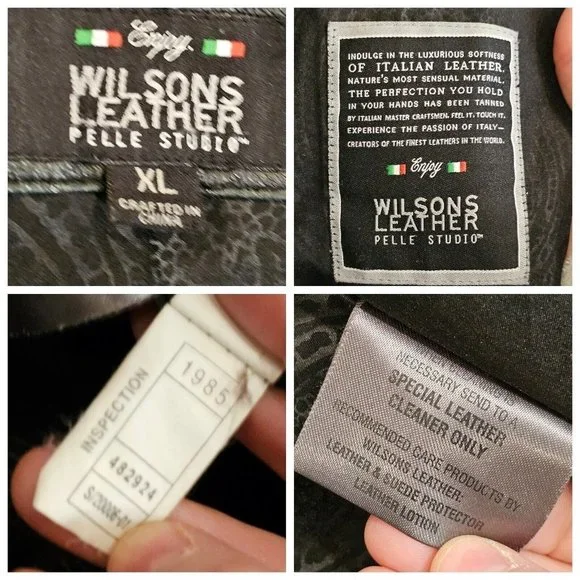 Enjoy
WILSONS
LEATHER
PELLE STUDIO™
XL
CRAFTED IN
CHINA
INDULGE IN THE LUXURIOUS SOFTNESS
OF ITALIAN LEATHER,
NATURE'S MOST SENSUAL MATERIAL.
THE PERFECTION YOU HOLD
IN YOUR HANDS HAS BEEN TANNED
BY ITALIAN MASTER CRAFTSMEN. FEEL IT. TOUCH IT.
EXPERIENCE THE PASSION OF ITALY—
CREATORS OF THE FINEST LEATHERS IN THE WORLD.
Enjoy
WILSONS
LEATHER
PELLE STUDIO™
INSPECTION
1985
482924
NECESSARY SEND TO A
SPECIAL LEATHER
CLEANER ONLY
RECOMMENDED CARE PRODUCTS BY
WILSONS LEATHER:
LEATHER & SUEDE PROTECTOR
LEATHER LOTION